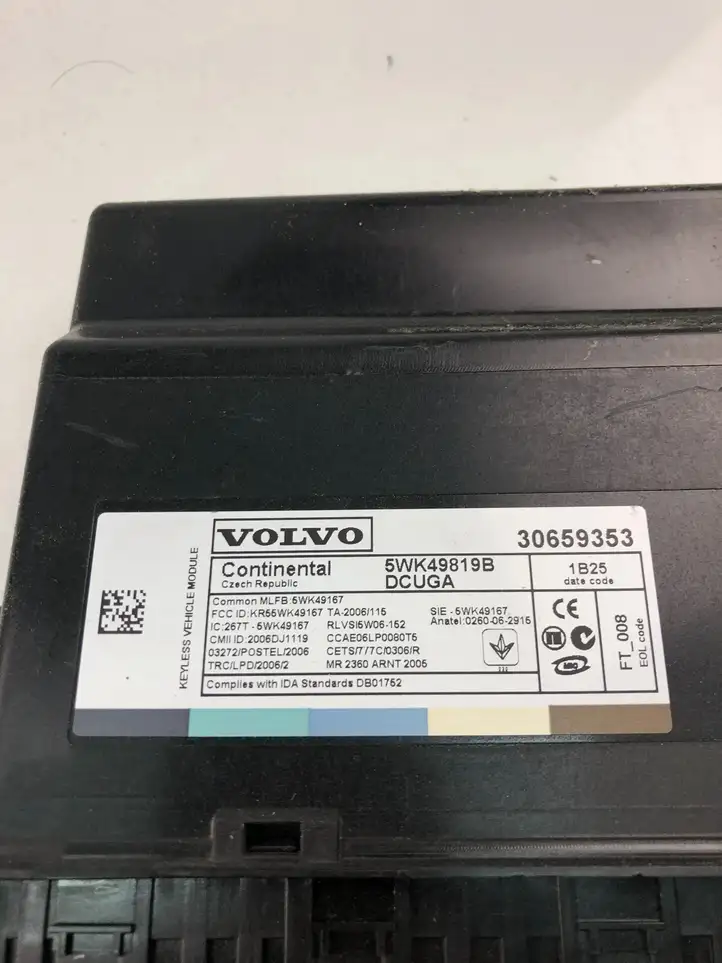 KEYLESS VEHICLE MODULE
VOLVO
30659353
Continental
Czech Republic
5WK49819B
DCUGA
1B25
date code
Common MLFB:5WK49167
FCC ID:KR55WK49167 TA-2006/115
IC:267T - 5WK49167 RLVSI5W06-152
CMII ID:2006DJ1119 CCAE06LP0080T5
03272/POSTEL/2006 CETS/7/7C/0306/R
TRC/LPD/2006/2 MR 2360 ARNT 2005
SIE - 5WK49167
Anatel:0260-06-2915
Complies with IDA Standards DB01752
CE
FT_008
EOL code